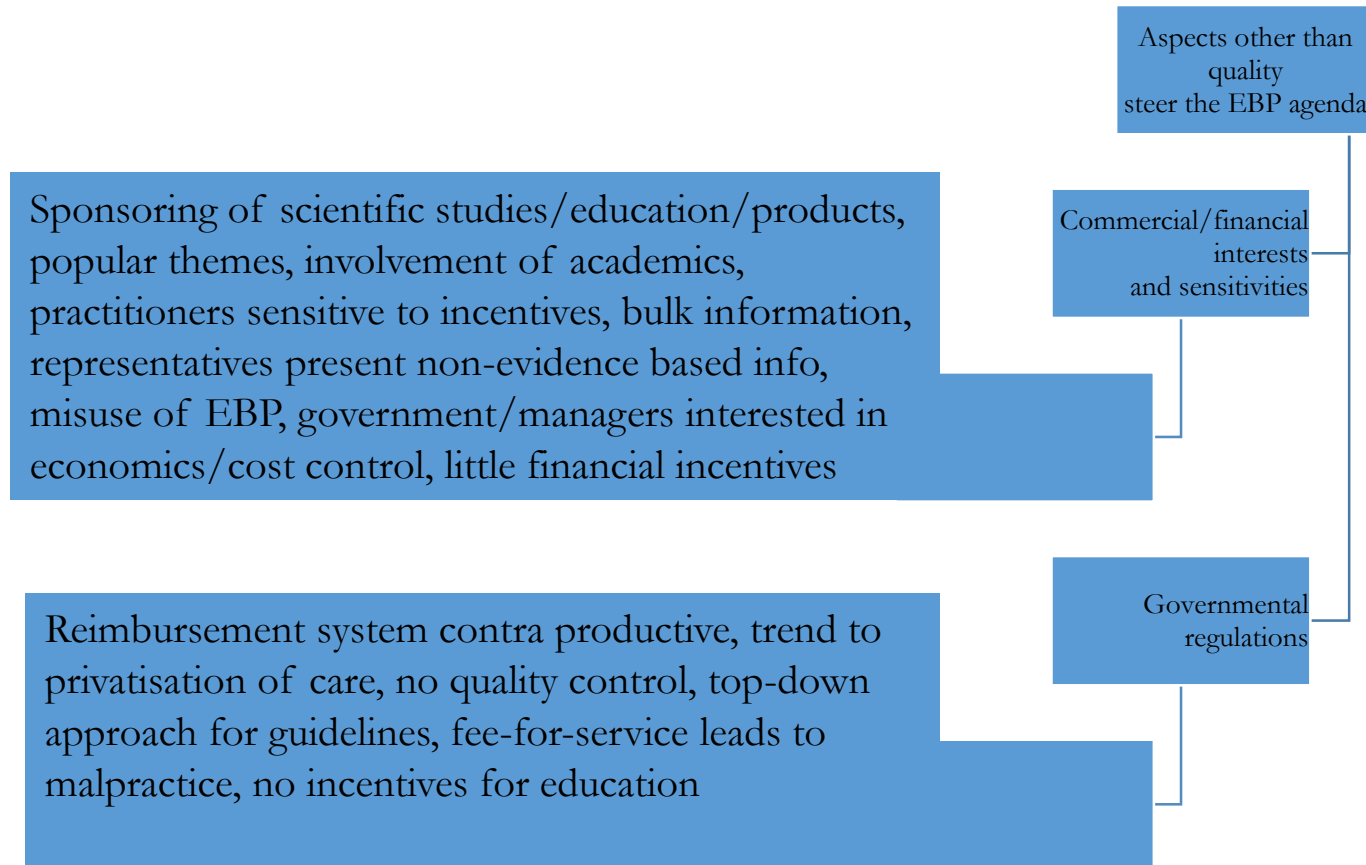 Aspects other than
quality
steer the EBP agenda
Commercial/financial
interests
and sensitivities
Sponsoring of scientific studies/education/products,
popular themes, involvement of academics,
practitioners sensitive to incentives, bulk information,
representatives present non-evidence based info,
misuse of EBP, government/managers interested in
economics/cost control, little financial incentives
Governmental
regulations
Reimbursement system contra productive, trend to
privatisation of care, no quality control, top-down
approach for guidelines, fee-for-service leads to
malpractice, no incentives for education